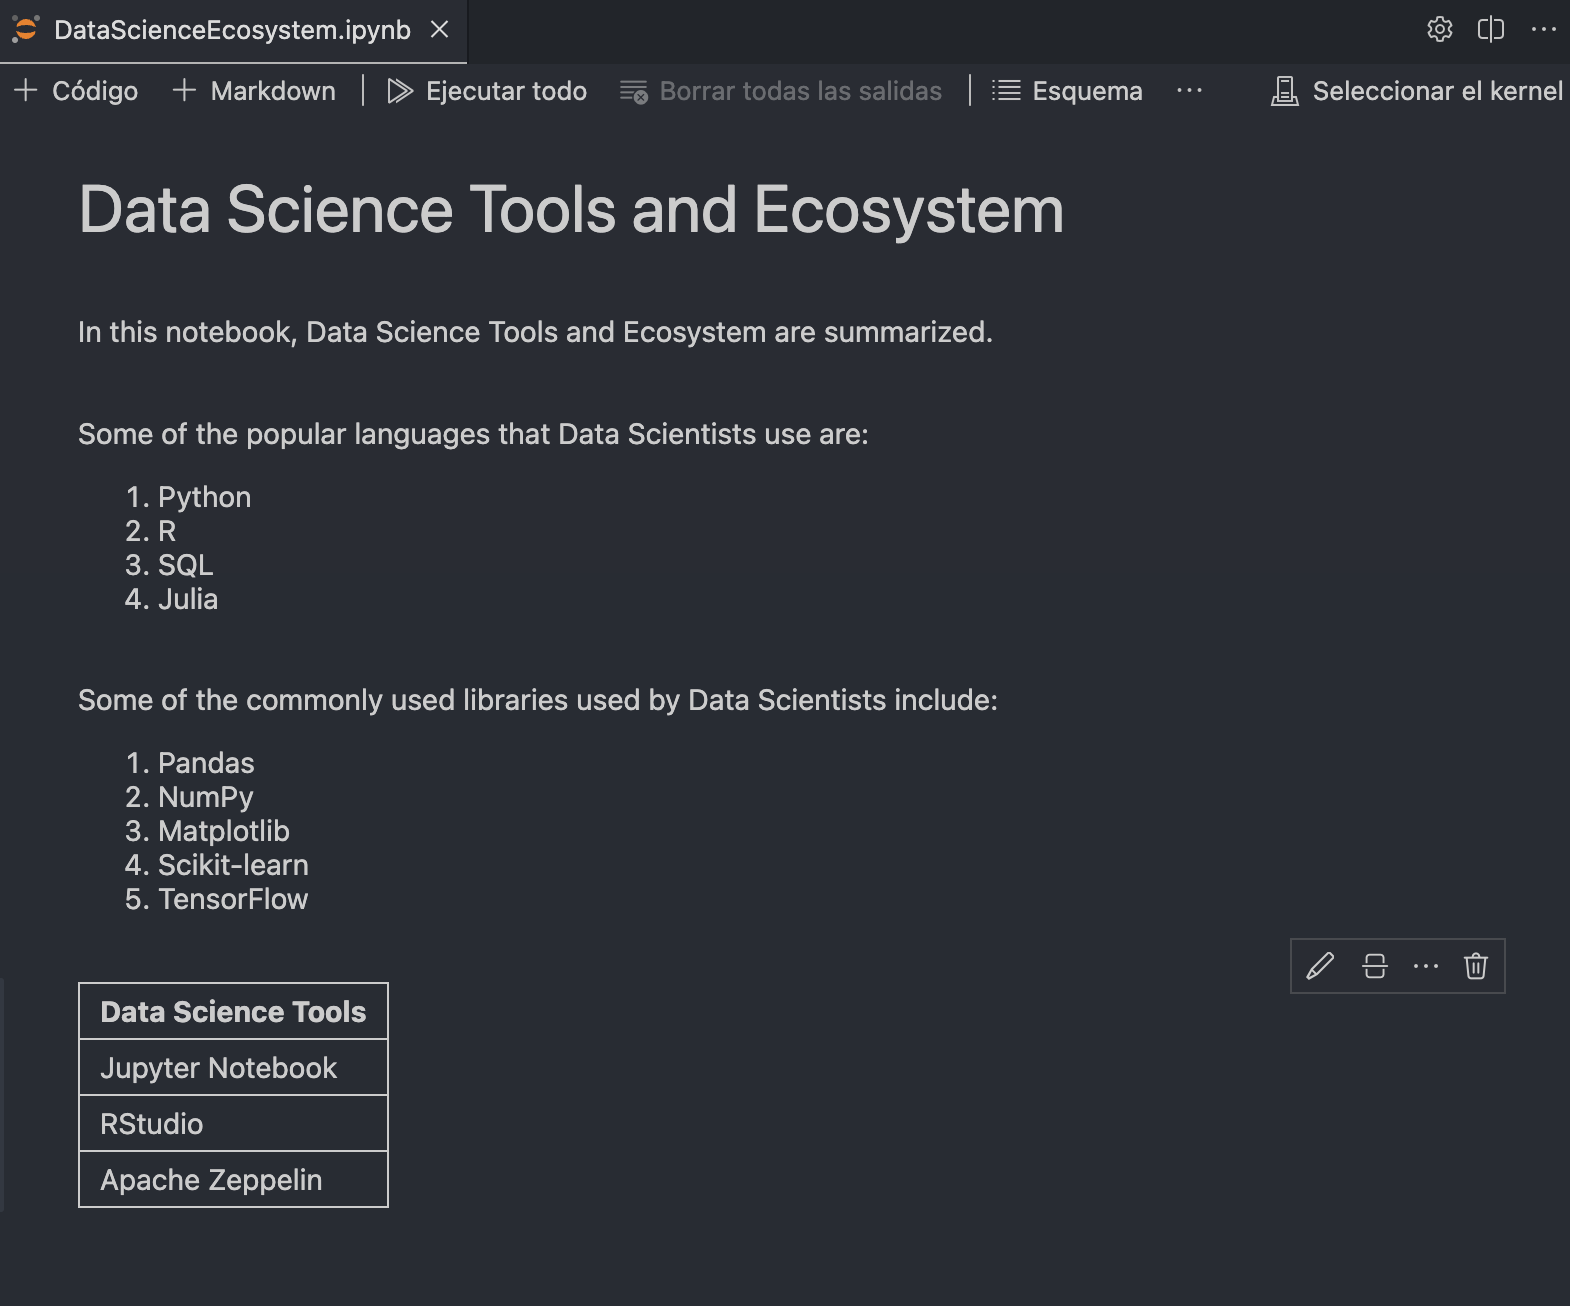 DataScienceEcosystem.ipynb
Código Markdown Ejecutar todo Borrar todas las salidas Esquema Seleccionar el kernel
Data Science Tools and Ecosystem
In this notebook, Data Science Tools and Ecosystem are summarized.
Some of the popular languages that Data Scientists use are:
1. Python
2. R
3. SQL
4. Julia
Some of the commonly used libraries used by Data Scientists include:
1. Pandas
2. NumPy
3. Matplotlib
4. Scikit-learn
5. TensorFlow
Data Science Tools
Jupyter Notebook
RStudio
Apache Zeppelin